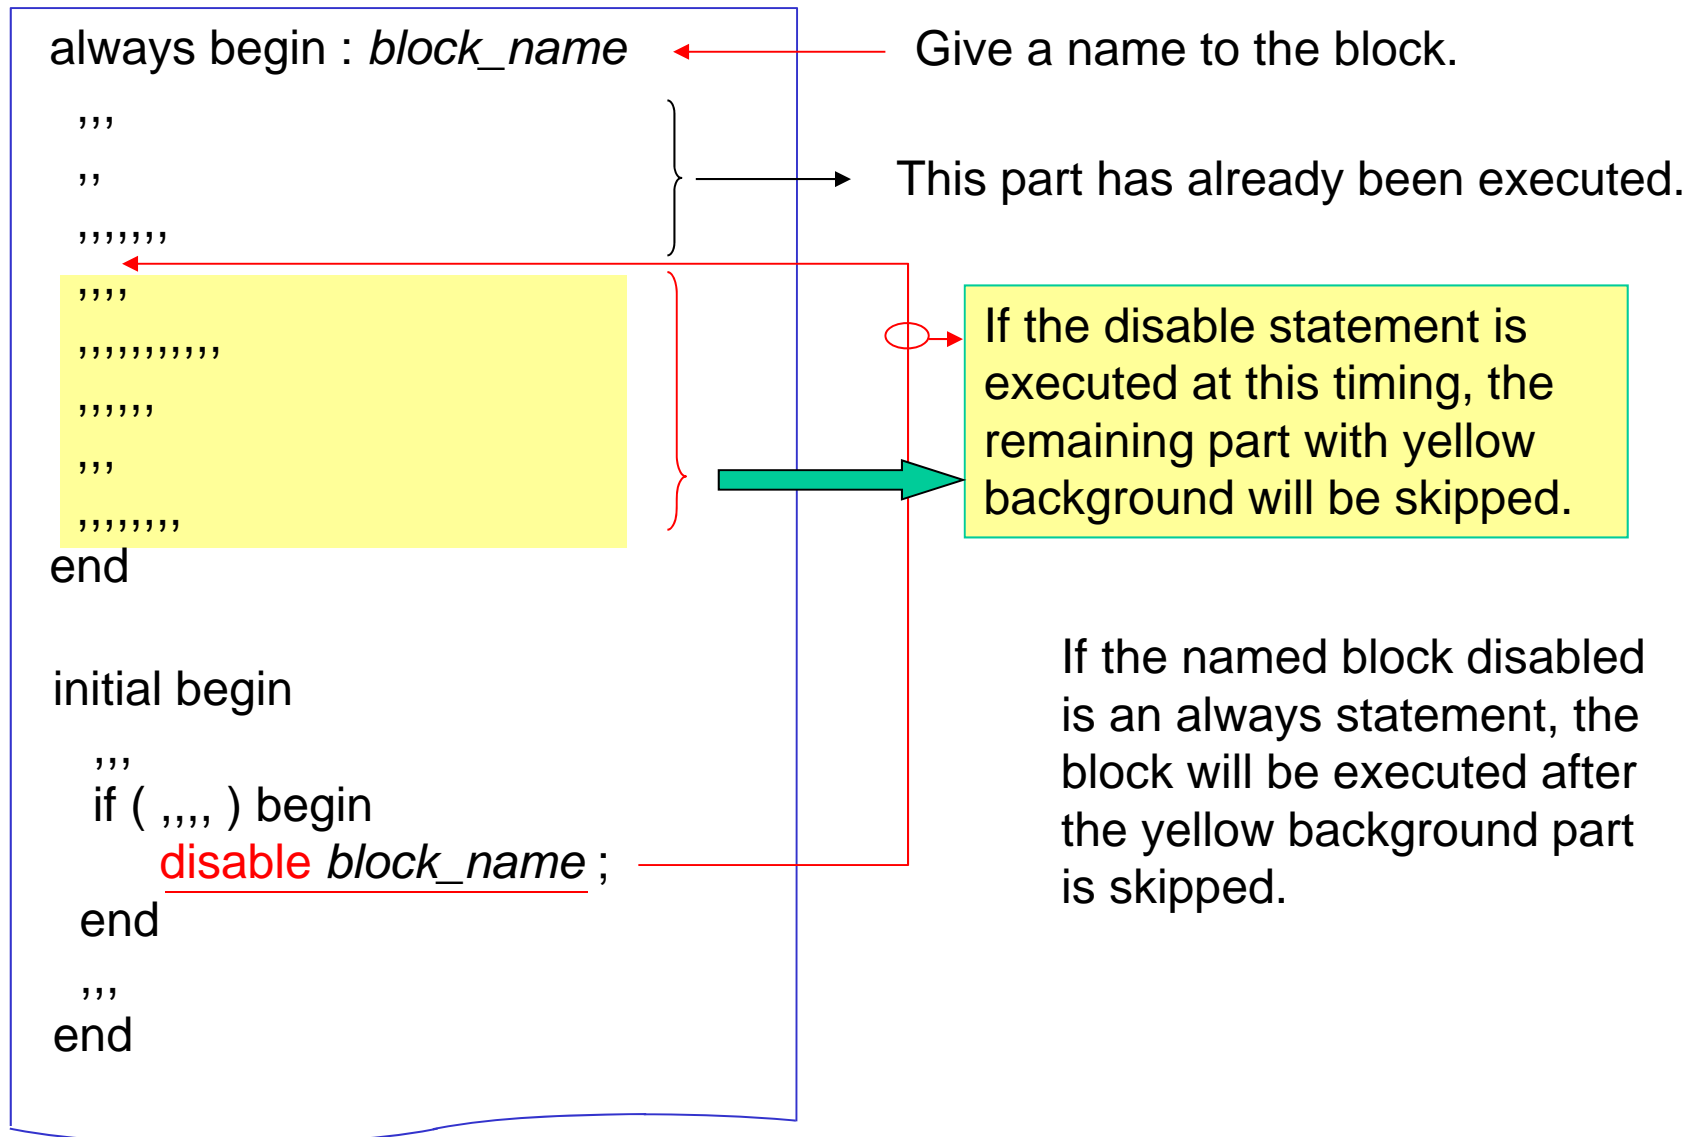 always begin : block_name
Give a name to the block.
,,,
,,
This part has already been executed.
,,,,,,,
,,,,
,,,,,,,,,,,
,,,,,,
,,,
,,,,,,,,
end
If the disable statement is
executed at this timing, the
remaining part with yellow
background will be skipped.
initial begin
,,,
if ( ,,,, ) begin
disable block_name ;
end
,,,
end
If the named block disabled
is an always statement, the
block will be executed after
the yellow background part
is skipped.